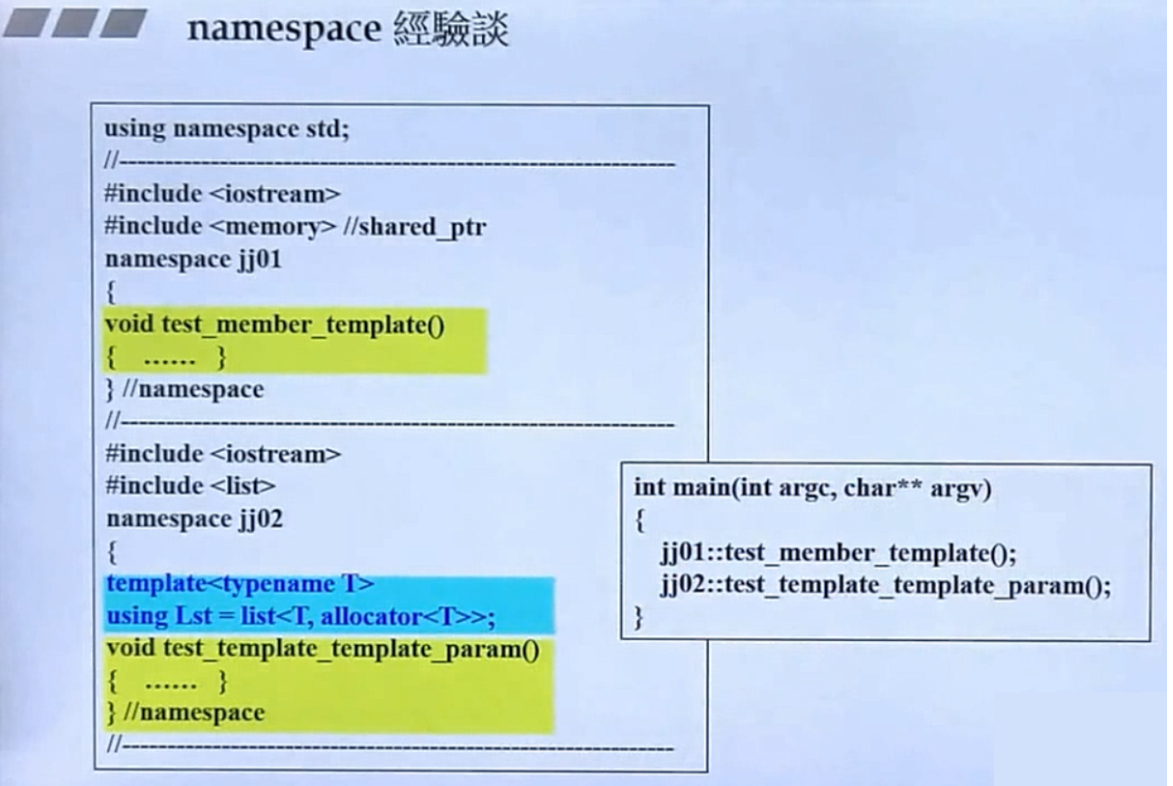 namespace 經驗談
using namespace std;
//----------------------------------------------------------------------
#include <iostream>
#include <memory> //shared_ptr
namespace jj01
{
void test_member_template()
{ ...... }
} //namespace
//----------------------------------------------------------------------
#include <iostream>
#include <list>
namespace jj02
{
template<typename T>
using Lst = list<T, allocator<T>>;
void test_template_template_param()
{ ...... }
} //namespace
//----------------------------------------------------------------------
int main(int argc, char** argv)
{
jj01::test_member_template();
jj02::test_template_template_param();
}